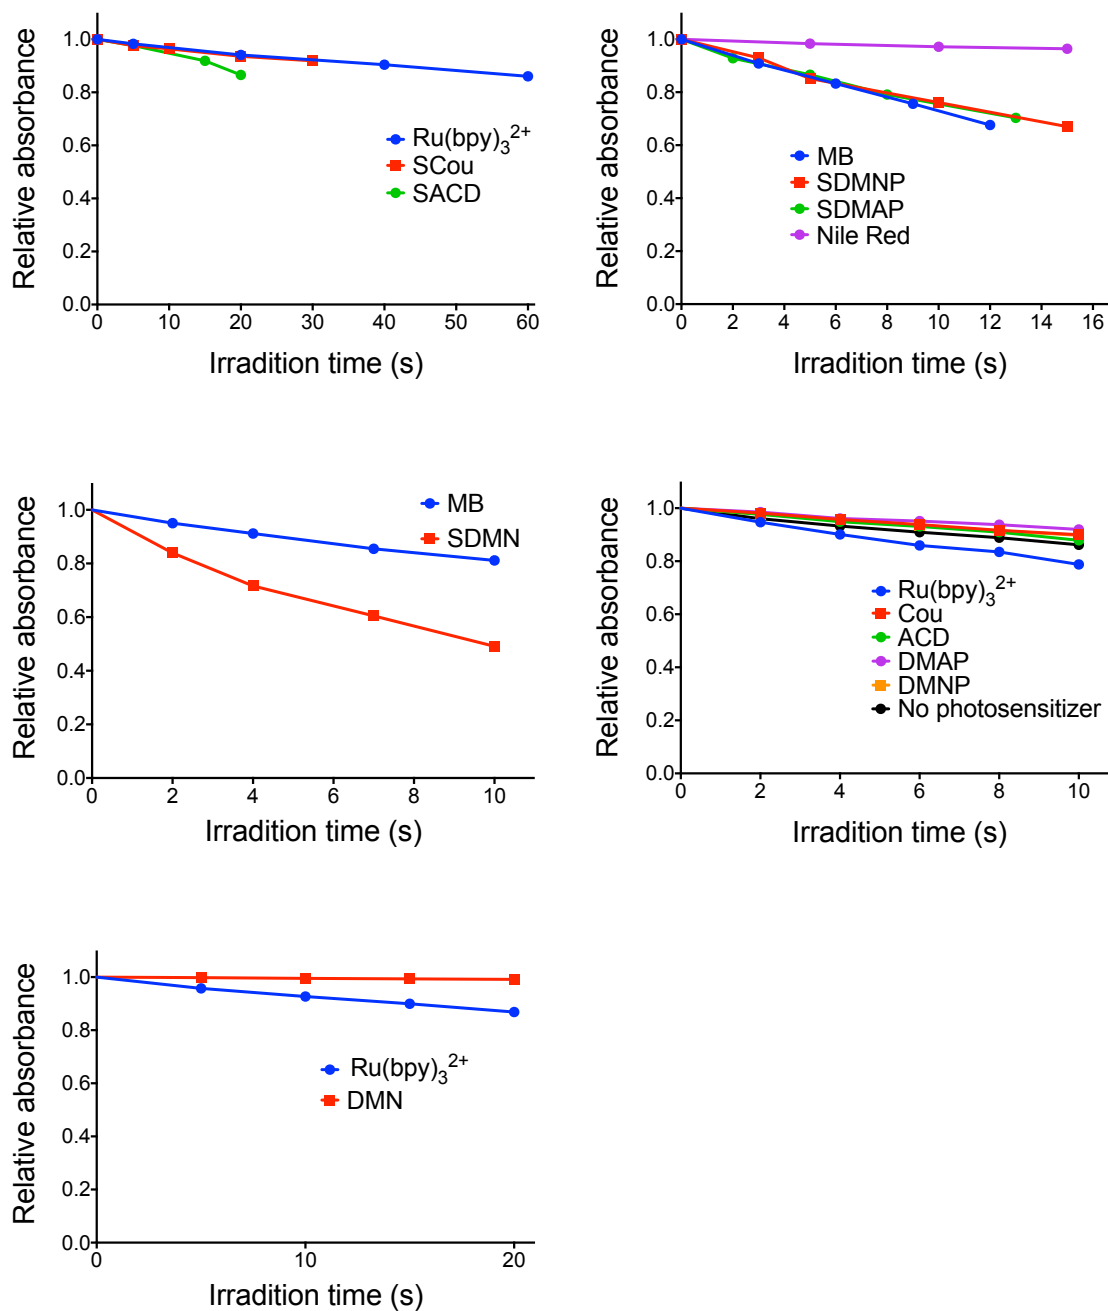 Relative absorbance
1.0
0.8
0.6
0.4
0.2
0.0
0 10 20 30 40 50 60
Irradition time (s)
Ru(bpy)₃²⁺
SCou
SACD
Relative absorbance
1.0
0.8
0.6
0.4
0.2
0.0
0 2 4 6 8 10 12 14 16
Irradition time (s)
MB
SDMNP
SDMAP
Nile Red
Relative absorbance
1.0
0.8
0.6
0.4
0.2
0.0
0 2 4 6 8 10
Irradition time (s)
MB
SDMN
Relative absorbance
1.0
0.8
0.6
0.4
0.2
0.0
0 2 4 6 8 10
Irradition time (s)
Ru(bpy)₃²⁺
Cou
ACD
DMAP
DMNP
No photosensitizer
Relative absorbance
1.0
0.8
0.6
0.4
0.2
0.0
0 10 20
Irradition time (s)
Ru(bpy)₃²⁺
DMN